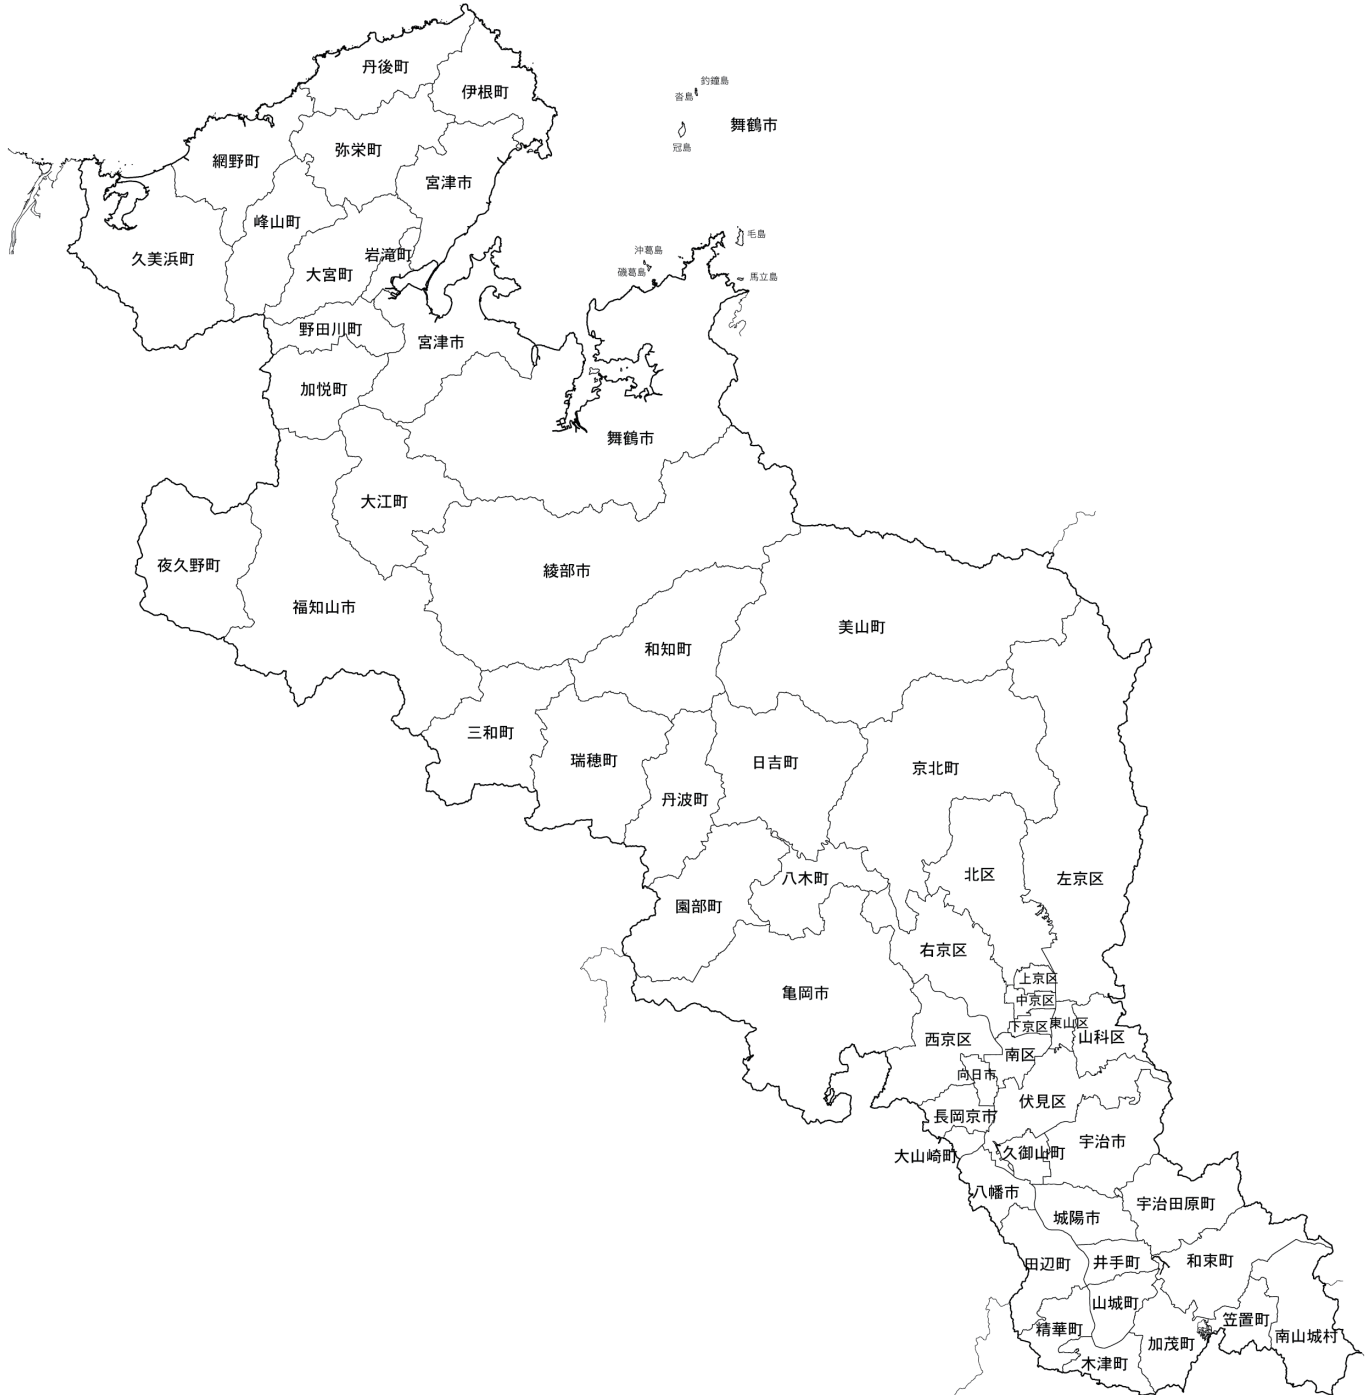 丹後町
伊根町
釣鐘島
沓島
舞鶴市
冠島
弥栄町
網野町
宮津市
峰山町
久美浜町
岩滝町
大宮町
沖葛島
磯葛島
毛島
馬立島
野田川町
宮津市
加悦町
舞鶴市
大江町
夜久野町
綾部市
福知山市
美山町
和知町
三和町
瑞穂町
日吉町
京北町
丹波町
八木町
北区
左京区
園部町
右京区
亀岡市
上京区
中京区
下京区
東山区
山科区
西京区
南区
向日市
伏見区
長岡京市
宇治市
大山崎町
久御山町
八幡市
宇治田原町
城陽市
田辺町
井手町
和束町
山城町
精華町
笠置町
加茂町
南山城村
木津町